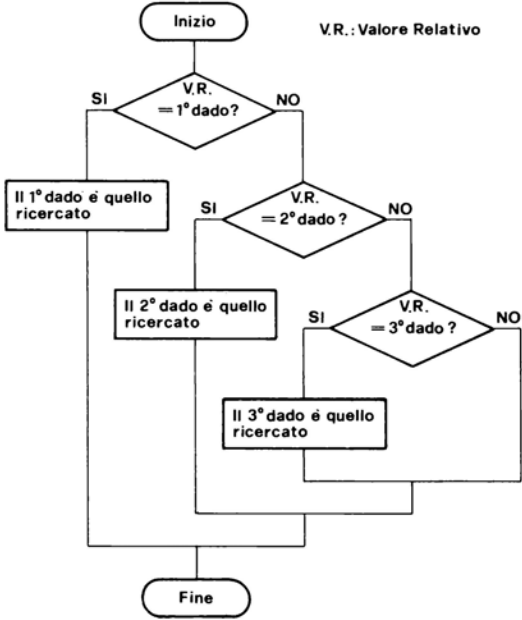 Inizio
V.R.: Valore Relativo
V.R.
= 1° dado?
SI
NO
Il 1° dado è quello
ricercato
V.R.
= 2° dado?
SI
NO
Il 2° dado è quello
ricercato
V.R.
= 3° dado?
SI
NO
Il 3° dado è quello
ricercato
Fine